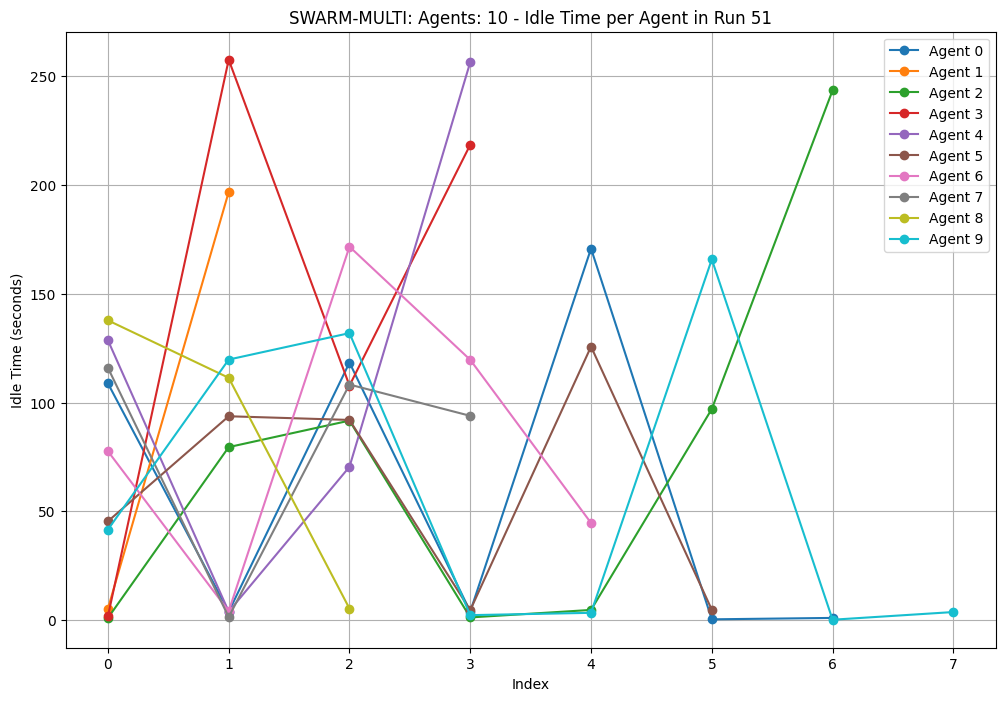 SWARM-MULTI: Agents: 10 - Idle Time per Agent in Run 51
Idle Time (seconds)
250
200
150
100
50
0
0 1 2 3 4 5 6 7
Index
Agent 0
Agent 1
Agent 2
Agent 3
Agent 4
Agent 5
Agent 6
Agent 7
Agent 8
Agent 9